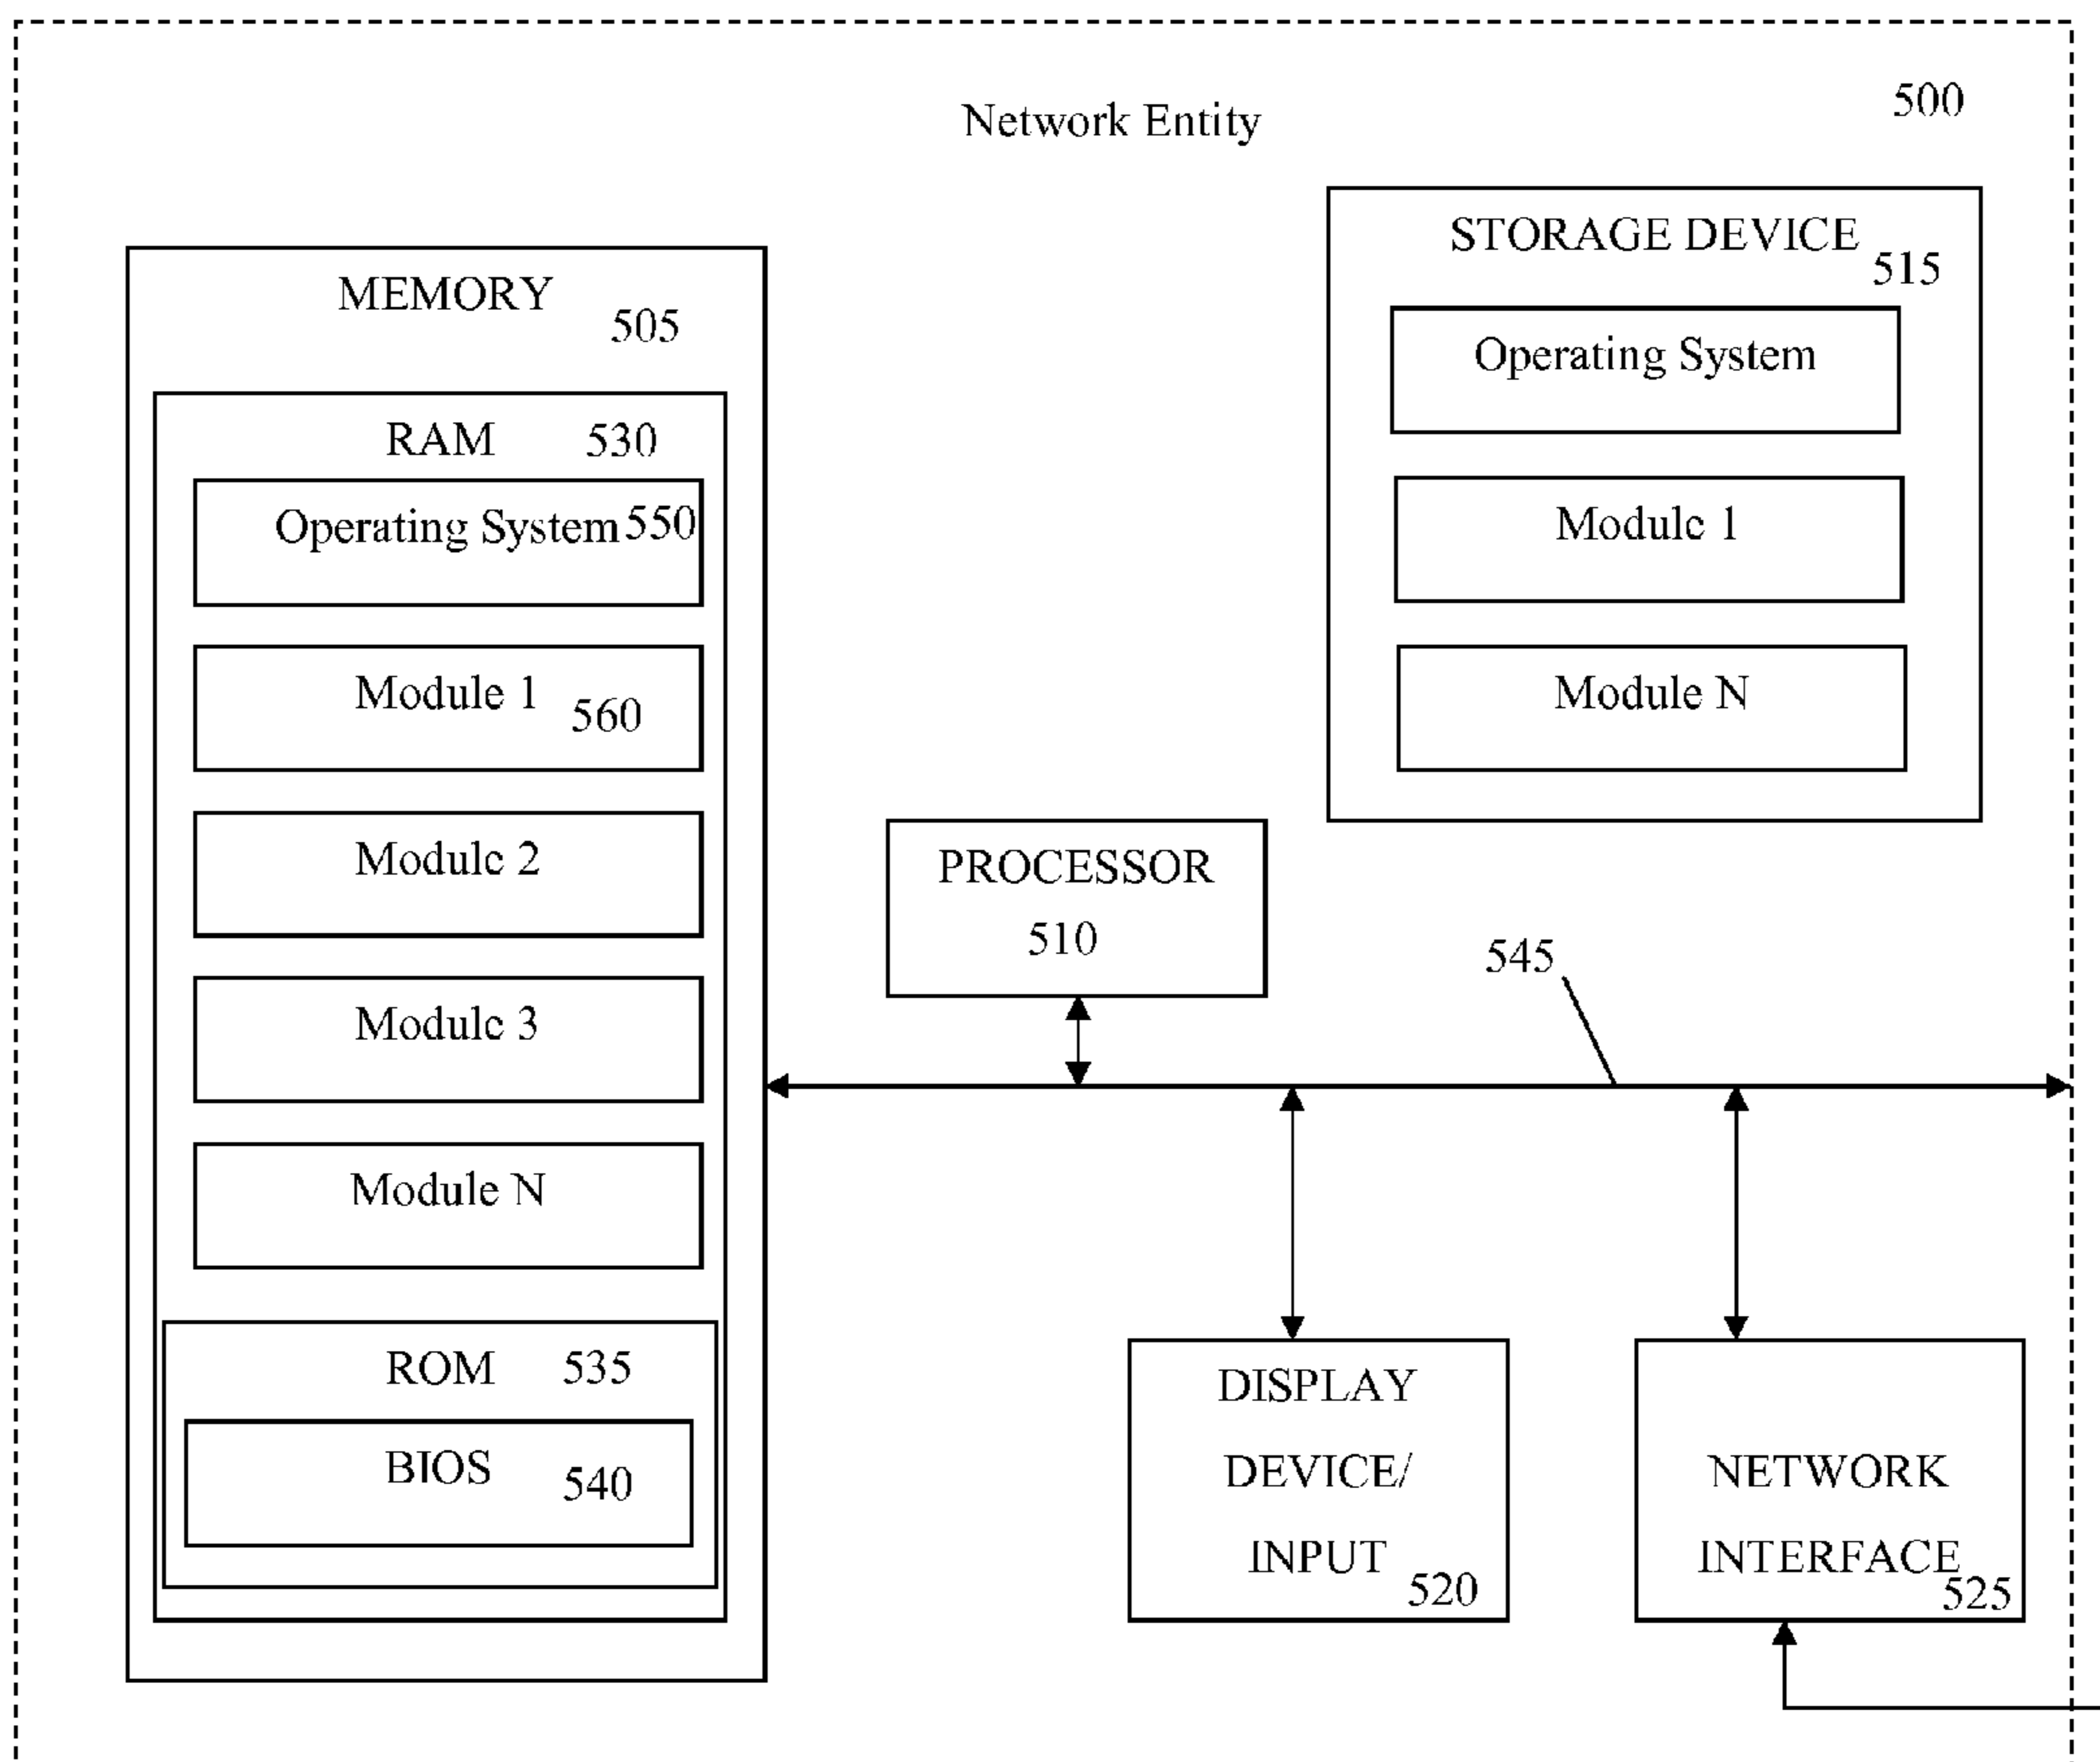 Network Entity
500
MEMORY
505
RAM 530
Operating System 550
Module 1
560
Module 2
Module 3
Module N
ROM 535
BIOS
540
STORAGE DEVICE
515
Operating System
Module 1
Module N
PROCESSOR
510
545
DISPLAY
DEVICE/
INPUT
520
NETWORK
INTERFACE
525